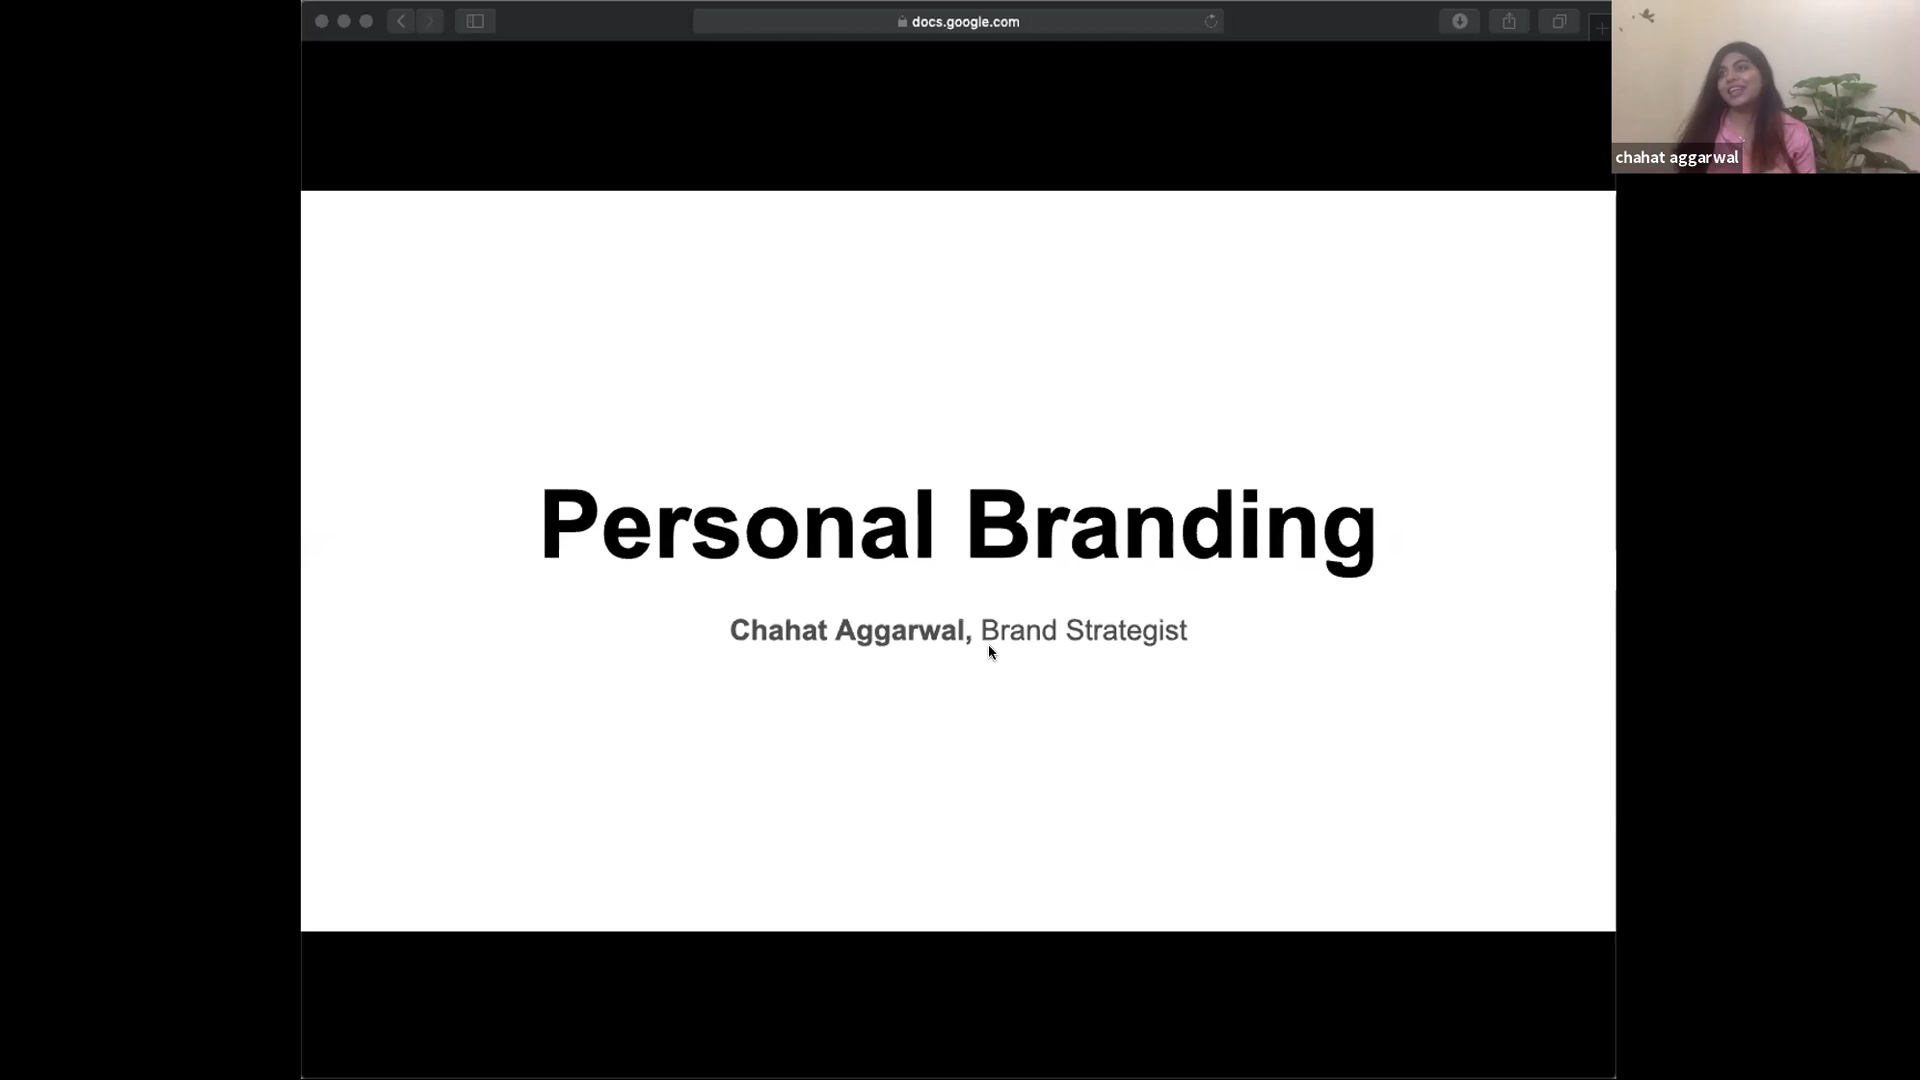 docs.google.com
chahat aggarwal
Personal Branding
Chahat Aggarwal, Brand Strategist